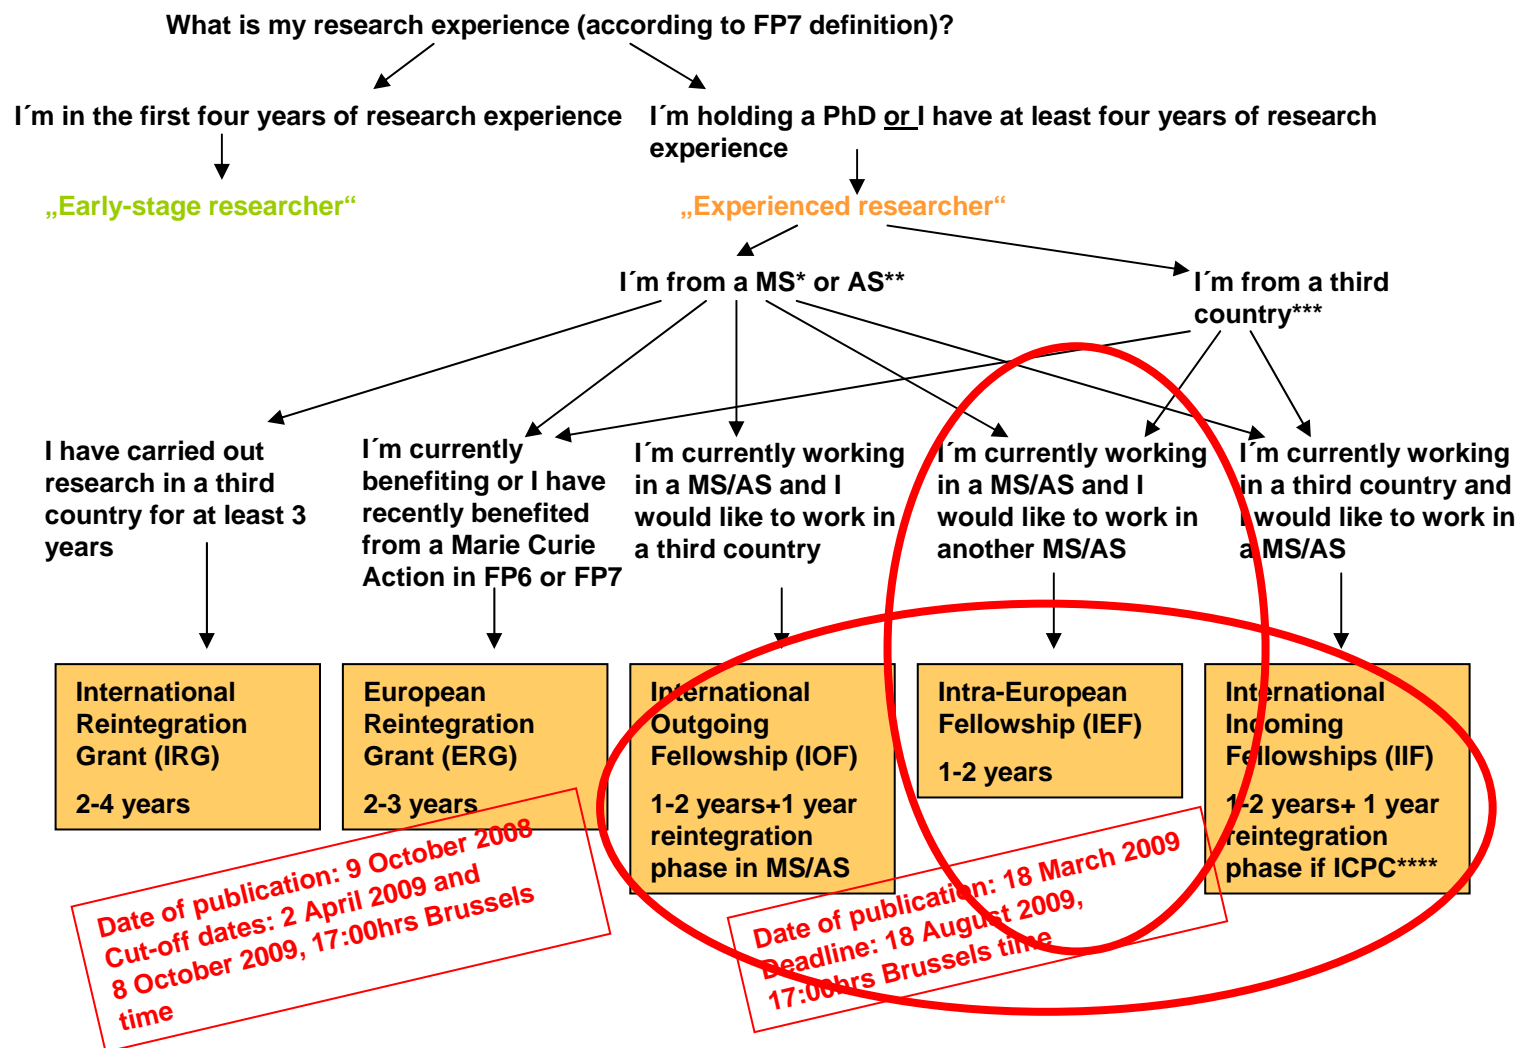 What is my research experience (according to FP7 definition)?
I´m in the first four years of research experience
I´m holding a PhD or I have at least four years of research
experience
„Early-stage researcher“
„Experienced researcher“
I´m from a MS* or AS**
I´m from a third
country***
I have carried out
research in a third
country for at least 3
years
I´m currently
benefiting or I have
recently benefited
from a Marie Curie
Action in FP6 or FP7
I´m currently working
in a MS/AS and I
would like to work in
a third country
I´m currently working
in a MS/AS and I
would like to work in
another MS/AS
I´m currently working
in a third country and
I would like to work in
a MS/AS
International
Reintegration
Grant (IRG)
2-4 years
European
Reintegration
Grant (ERG)
2-3 years
International
Outgoing
Fellowship (IOF)
1-2 years+1 year
reintegration
phase in MS/AS
Intra-European
Fellowship (IEF)
1-2 years
International
Incoming
Fellowships (IIF)
1-2 years+ 1 year
reintegration
phase if ICPC****
Date of publication: 9 October 2008
Cut-off dates: 2 April 2009 and
8 October 2009, 17:00hrs Brussels
time
Date of publication: 18 March 2009
Deadline: 18 August 2009,
17:00hrs Brussels time